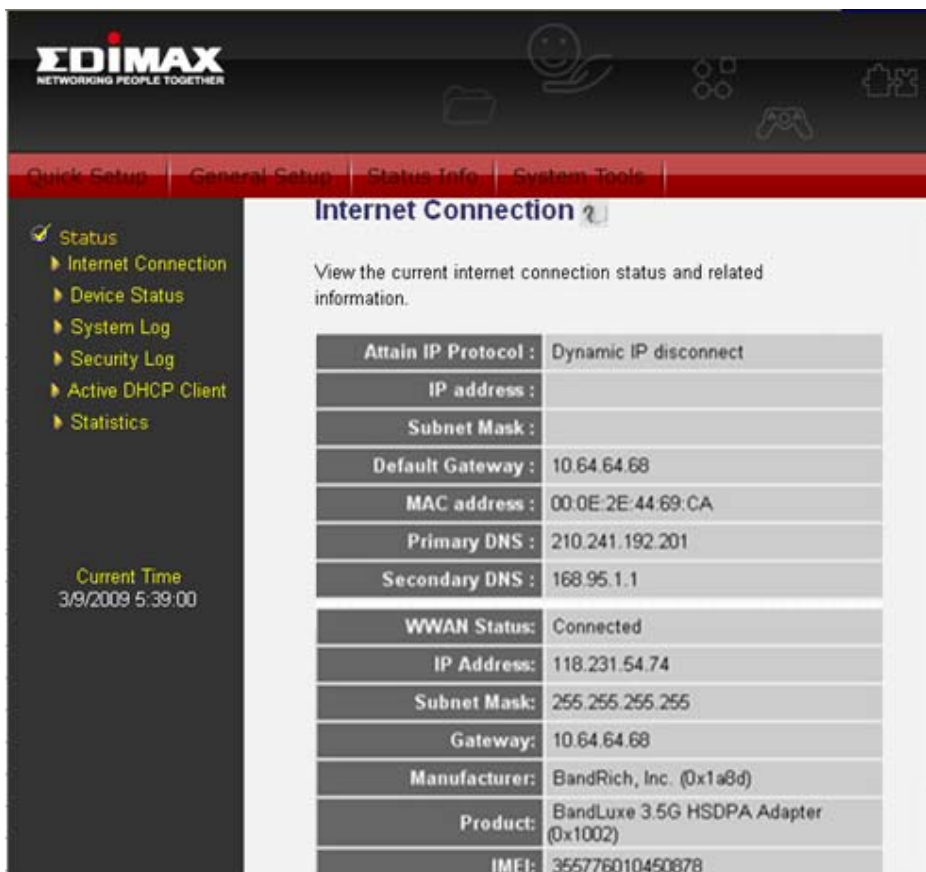 EDIMAX
NETWORKING PEOPLE TOGETHER
Quick Setup General Setup Status Info System Tools
Status
Internet Connection
Device Status
System Log
Security Log
Active DHCP Client
Statistics
Current Time
3/9/2009 5:39:00
Internet Connection
View the current internet connection status and related
information.
Attain IP Protocol : Dynamic IP disconnect
IP address :
Subnet Mask :
Default Gateway : 10.64.64.68
MAC address : 00:0E:2E:44:69:CA
Primary DNS : 210.241.192.201
Secondary DNS : 168.95.1.1
WWAN Status: Connected
IP Address: 118.231.54.74
Subnet Mask: 255.255.255.255
Gateway: 10.64.64.68
Manufacturer: BandRich, Inc. (0x1a8d)
Product: BandLuxe 3.5G HSDPA Adapter
(0x1002)
IMEI: 355776010450878